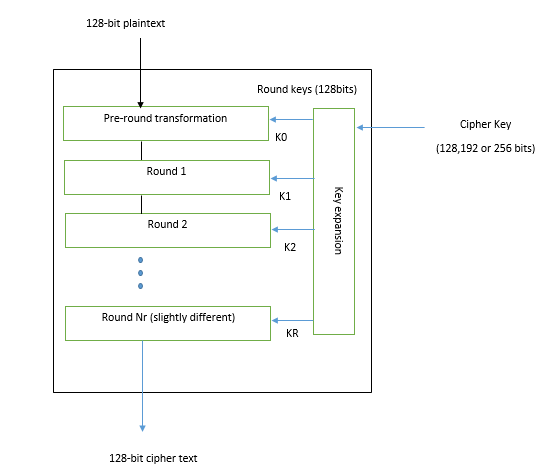 128-bit plaintext
Round keys (128bits)
Pre-round transformation
K0
Cipher Key
(128,192 or 256 bits)
Round 1
K1
Key expansion
Round 2
K2
Round Nr (slightly different)
KR
128-bit cipher text